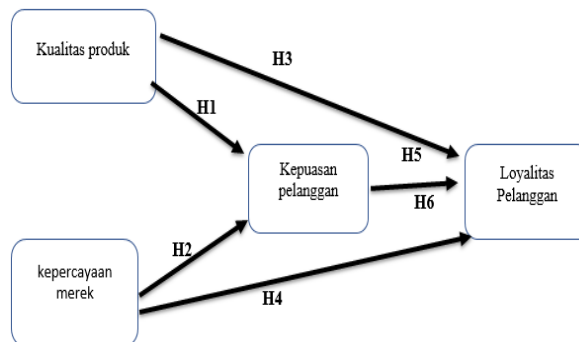 Kualitas produk
H3
H1
H5
Kepuasan
pelanggan
Loyalitas
Pelanggan
H6
H2
kepercayaan
merek
H4